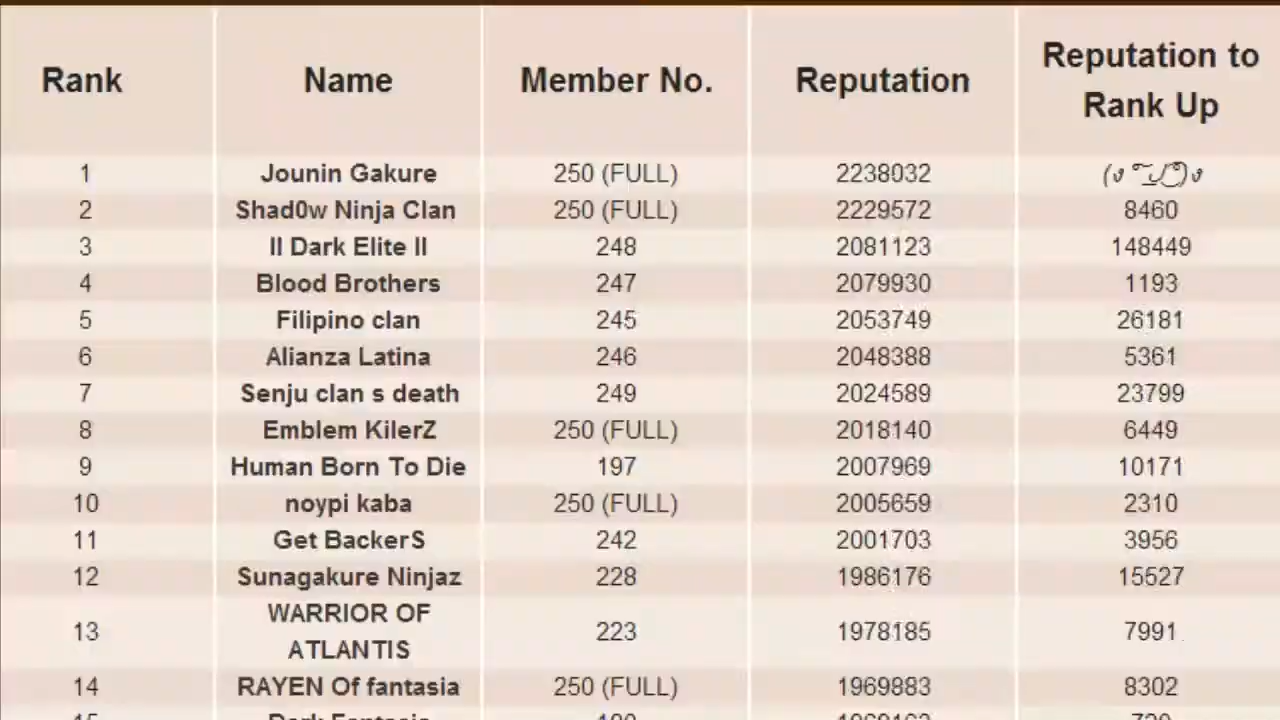 Rank Name Member No. Reputation Reputation to
Rank Up
1 Jounin Gakure 250 (FULL) 2238032
2 Shad0w Ninja Clan 250 (FULL) 2229572 8460
3 II Dark Elite II 248 2081123 148449
4 Blood Brothers 247 2079930 1193
5 Filipino clan 245 2053749 26181
6 Alianza Latina 246 2048388 5361
7 Senju clan s death 249 2024589 23799
8 Emblem KilerZ 250 (FULL) 2018140 6449
9 Human Born To Die 197 2007969 10171
10 noypi kaba 250 (FULL) 2005659 2310
11 Get BackerS 242 2001703 3956
12 Sunagakure Ninjaz 228 1986176 15527
13 WARRIOR OF
ATLANTIS 223 1978185 7991
14 RAYEN Of fantasia 250 (FULL) 1969883 8302